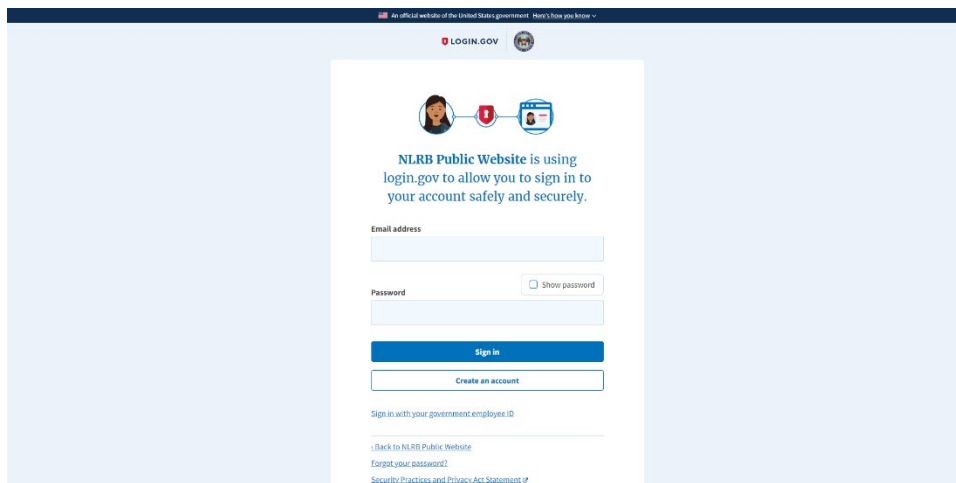 An official website of the United States government Here's how you know
LOGIN.GOV
NLRB Public Website is using
login.gov to allow you to sign in to
your account safely and securely.
Email address
Show password
Password
Sign in
Create an account
Sign in with your government employee ID
‹ Back to NLRB Public Website
Forgot your password?
Security Practices and Privacy Act Statement